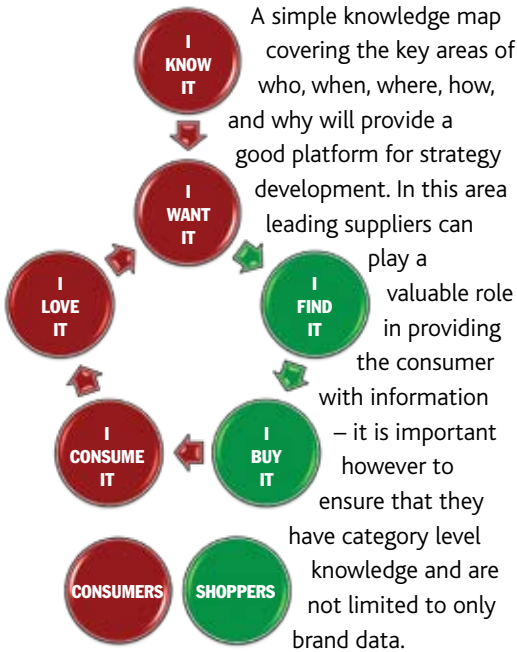 I
KNOW
IT
I
WANT
IT
I
LOVE
IT
I
FIND
IT
I
CONSUME
IT
I
BUY
IT
CONSUMERS
SHOPPERS
A simple knowledge map
covering the key areas of
who, when, where, how,
and why will provide a
good platform for strategy
development. In this area
leading suppliers can
play a
valuable role
in providing
the consumer
with information
– it is important
however to
ensure that they
have category level
knowledge and are
not limited to only
brand data.